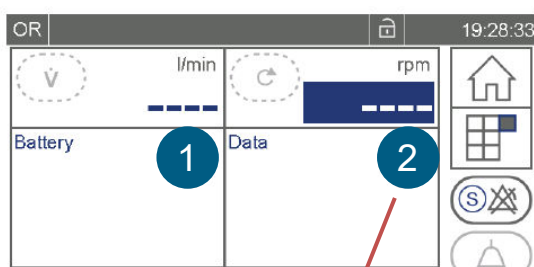 OR 19:28:33
V̇ l/min rpm
---- ----
Battery 1 Data 2
S